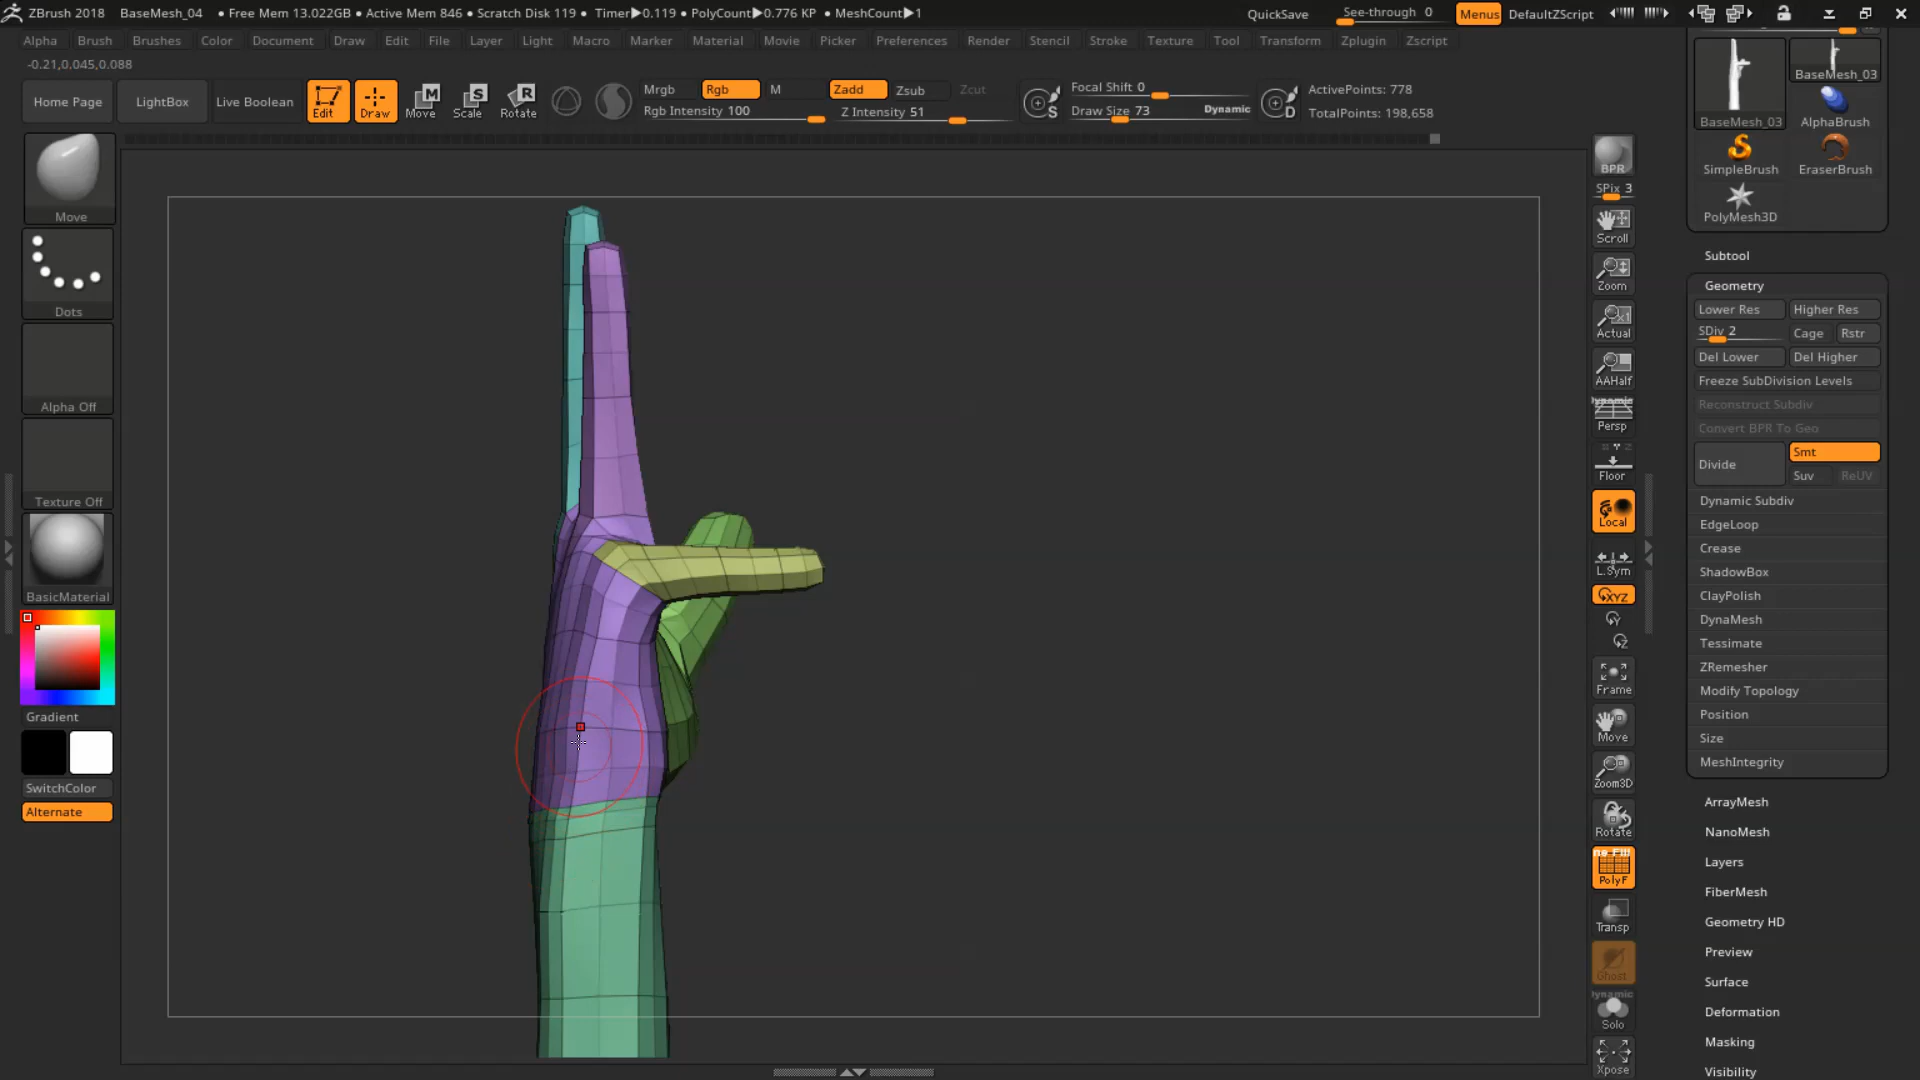 ZBrush 2018 BaseMesh_04 • Free Mem 13.022GB • Active Mem 846 • Scratch Disk 119 • Timer▶0.119 • PolyCount▶0.776 KP • MeshCount▶1 QuickSave See-through 0 Menus DefaultZScript
Alpha Brush Brushes Color Document Draw Edit File Layer Light Macro Marker Material Movie Picker Preferences Render Stencil Stroke Texture Tool Transform Zplugin Zscript
-0.21,0.045,0.088
Home Page LightBox Live Boolean Edit Draw Move Scale Rotate
Mrgb Rgb M Zadd Zsub Zcut
Rgb Intensity 100 Z Intensity 51
Focal Shift 0
Draw Size 73 Dynamic
ActivePoints: 778
TotalPoints: 198,658
Move
Dots
Alpha Off
Texture Off
BasicMaterial
Gradient
SwitchColor
Alternate
BPR
SPix 3
Scroll
Zoom
Actual
AAHalf
Dynamic
Persp
Floor
Local
L.Sym
XYZ
Y
Z
Frame
Move
Zoom3D
Rotate
PolyF
Transp
Ghost
Dynamic
Solo
Xpose
BaseMesh_03
BaseMesh_03 AlphaBrush
SimpleBrush EraserBrush
PolyMesh3D
Subtool
Geometry
Lower Res Higher Res
SDiv 2 Cage Rstr
Del Lower Del Higher
Freeze SubDivision Levels
Reconstruct Subdiv
Convert BPR To Geo
Divide Smt
Suv ReUV
Dynamic Subdiv
EdgeLoop
Crease
ShadowBox
ClayPolish
DynaMesh
Tessimate
ZRemesher
Modify Topology
Position
Size
MeshIntegrity
ArrayMesh
NanoMesh
Layers
FiberMesh
Geometry HD
Preview
Surface
Deformation
Masking
Visibility